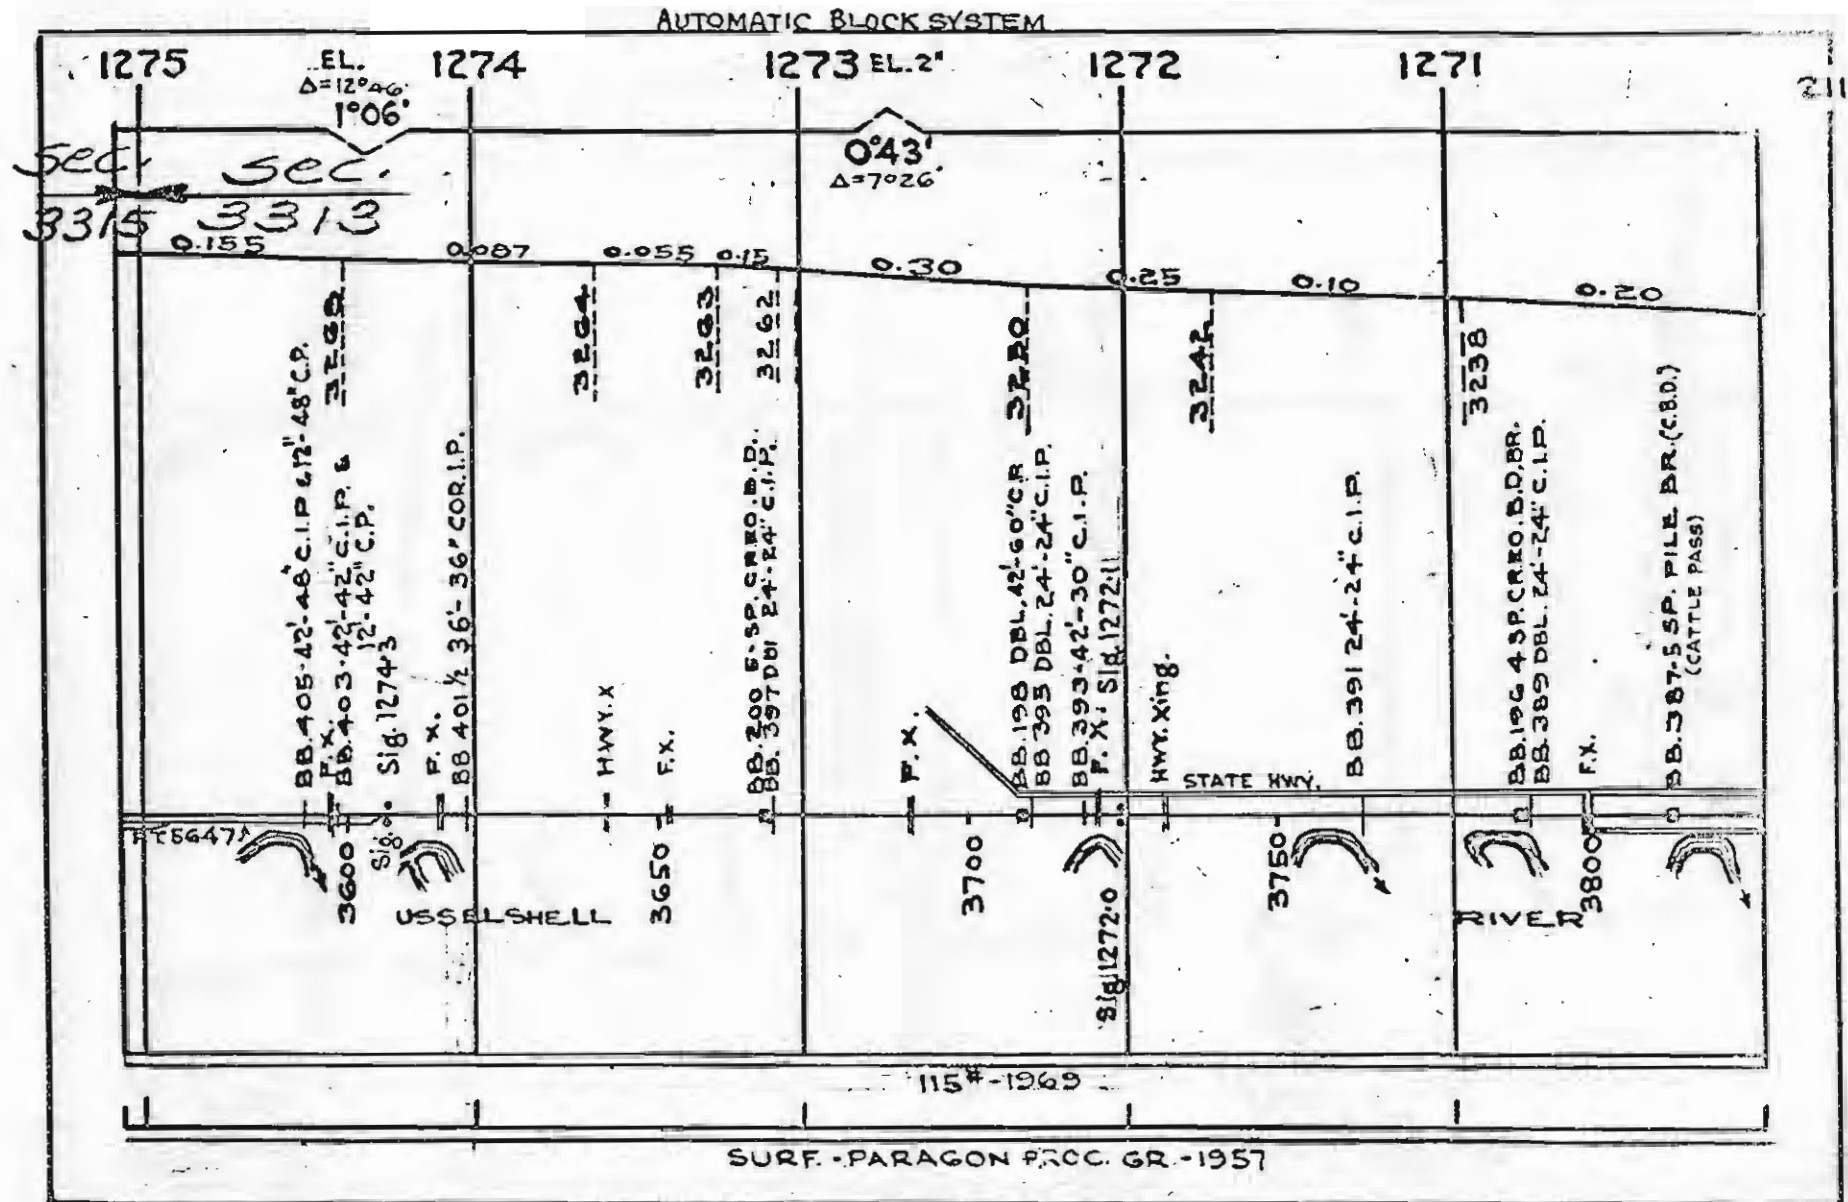 AUTOMATIC BLOCK SYSTEM
1275
1274
1273
1272
1271
211
EL.
Δ=12°46'
1°06'
EL. 2"
0°43'
Δ=7°26'
Sec.
3315
Sec.
3313
0.155
0.087
0.055
0.15
0.30
0.25
0.10
0.20
3264
3263
3262
3242
3238
BB. 405-42'-48" C.I.P. & 12'-48" C.P.
F.X.
BB. 403-42'-42" C.I.P. &
12'-42" C.P.
Sig. 1274.3
F.X.
BB 401½ 36'-36" COR.I.P.
HWY.X
F.X.
BB. 200 5-SP. CR.RO.B.D.
BB. 397 DBl 24'-24" C.I.P.
F.X.
BB. 198 DBL. 42'-60" C.P.
BB 395 DBL. 24'-24" C.I.P.
BB. 393-42'-30" C.I.P.
F.X.
Sig. 1272.1
HWY. Xing.
STATE HWY.
BB. 391 24'-24" C.I.P.
BB. 196 4 SP. CR.RO.B.D.BR.
BB. 389 DBL. 24'-24" C.I.P.
F.X.
BB. 387-5 SP. PILE BR. (C.B.D.)
(CATTLE PASS)
5647
3600
Sig.
3650
3700
Sig. 1272.0
3750
3800
USSELSHELL
RIVER
115#-1969
SURF.-PARAGON PROC. GR.-1957